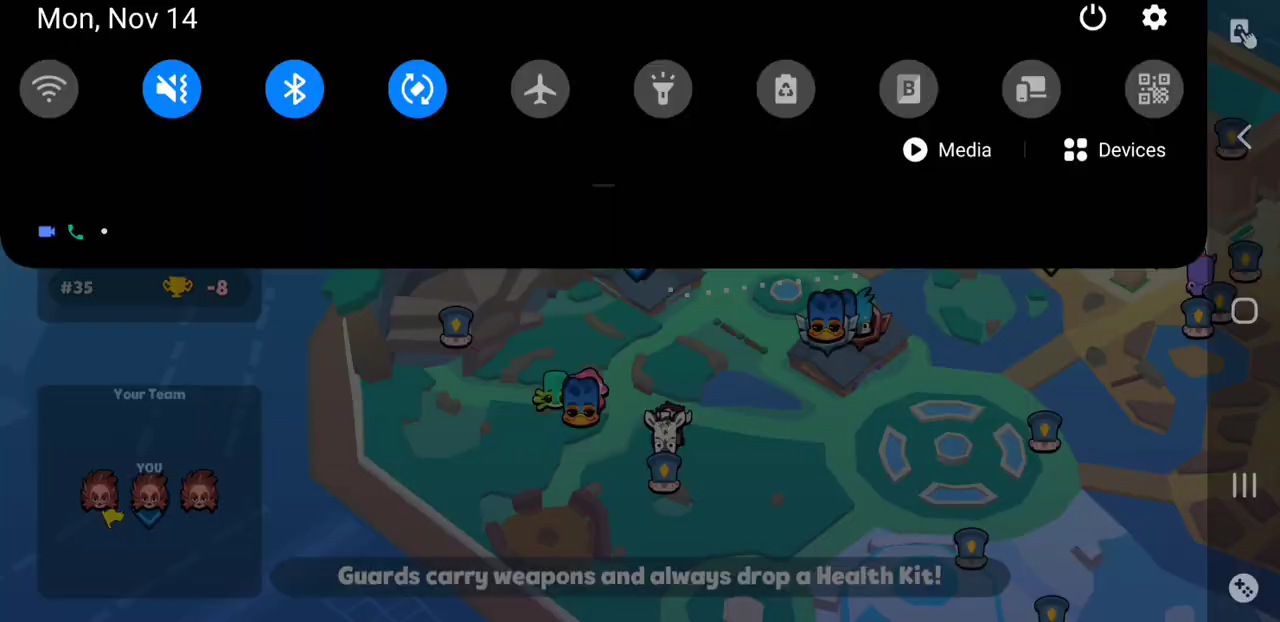 Mon, Nov 14
B
Media
Devices
#35
-8
Your Team
YOU
Guards carry weapons and always drop a Health Kit!